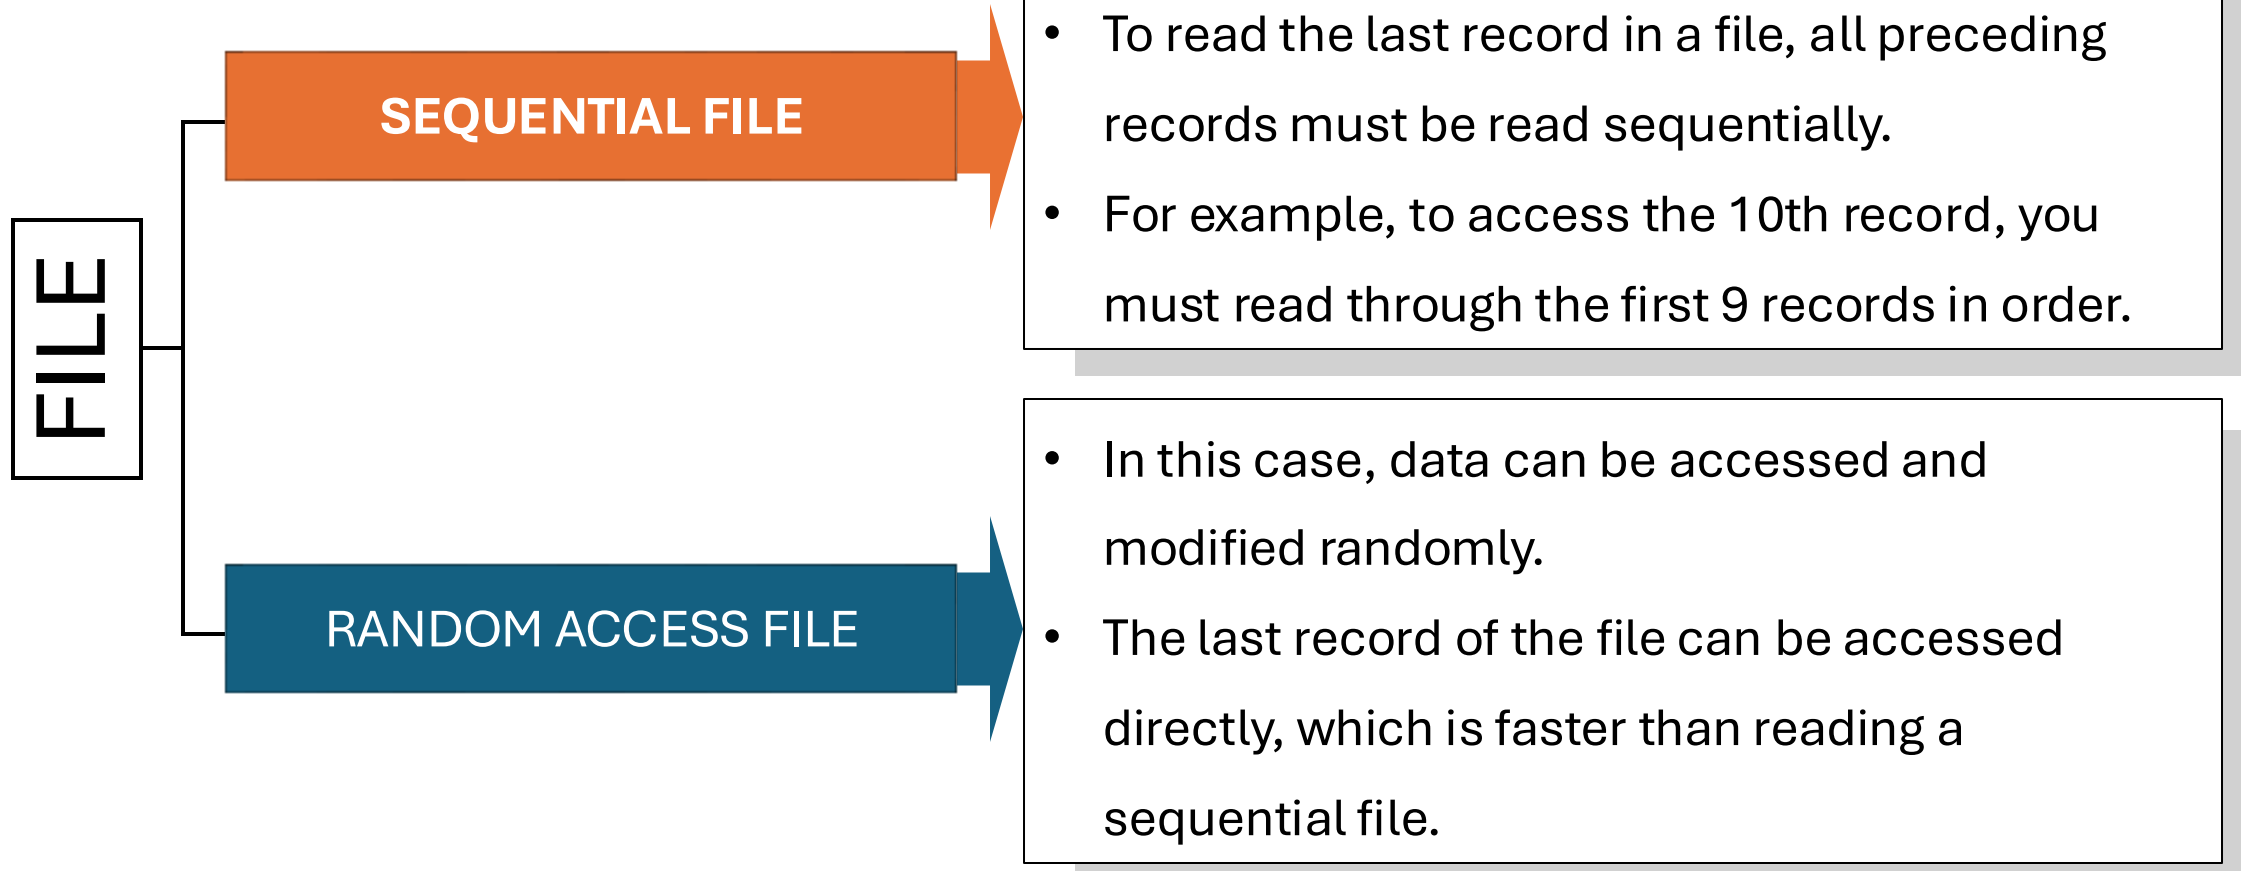 FILE
SEQUENTIAL FILE
• To read the last record in a file, all preceding
records must be read sequentially.
• For example, to access the 10th record, you
must read through the first 9 records in order.
RANDOM ACCESS FILE
• In this case, data can be accessed and
modified randomly.
• The last record of the file can be accessed
directly, which is faster than reading a
sequential file.